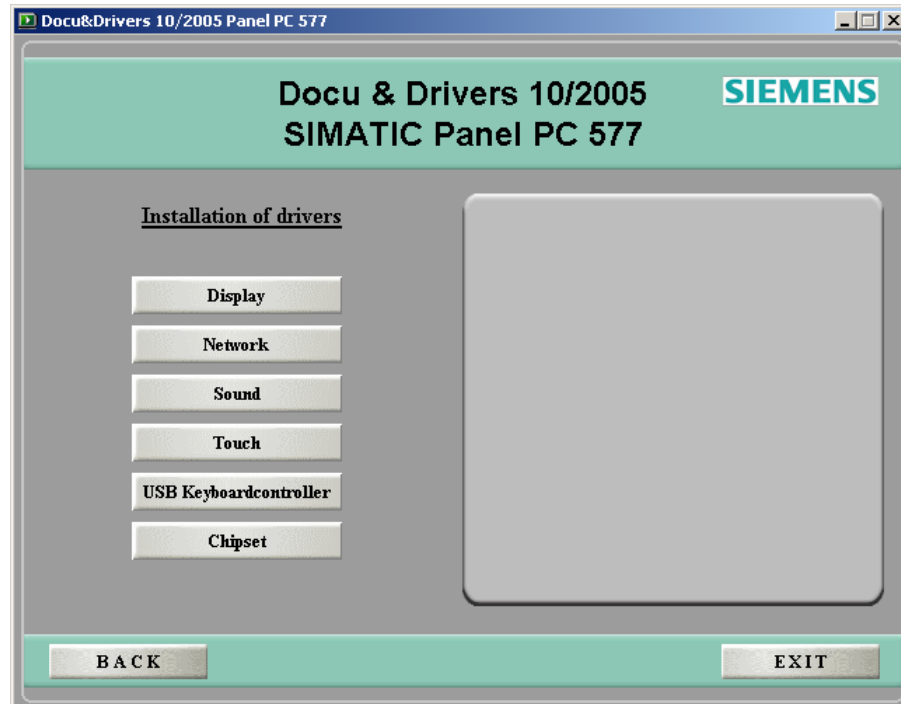 Docu&Drivers 10/2005 Panel PC 577
Docu & Drivers 10/2005
SIMATIC Panel PC 577
SIEMENS
Installation of drivers
Display
Network
Sound
Touch
USB Keyboardcontroller
Chipset
BACK
EXIT